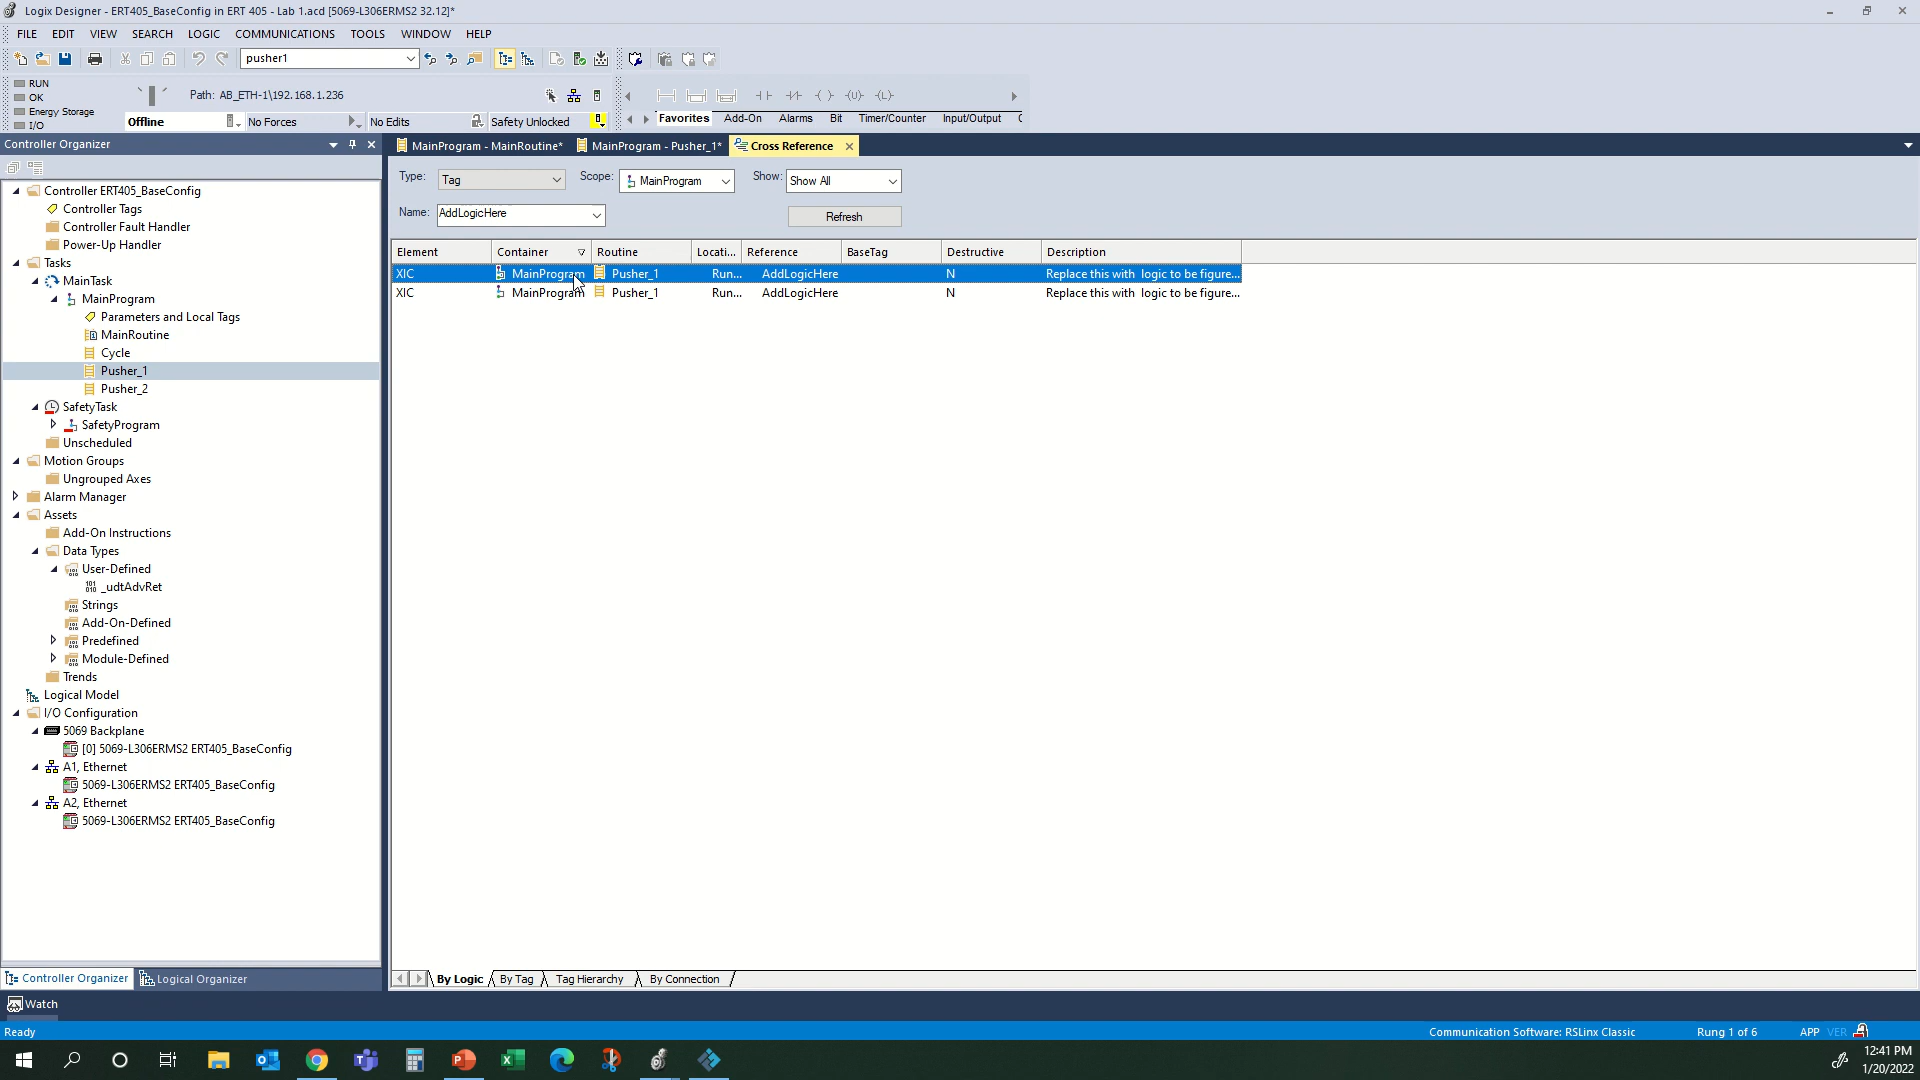 Logix Designer - ERT405_BaseConfig in ERT 405 - Lab 1.acd [5069-L306ERMS2 32.12]*
FILE EDIT VIEW SEARCH LOGIC COMMUNICATIONS TOOLS WINDOW HELP
pusher1
RUN
OK
Energy Storage
I/O
Path: AB_ETH-1\192.168.1.236
Offline No Forces No Edits Safety Unlocked
Favorites Add-On Alarms Bit Timer/Counter Input/Output
Controller Organizer
MainProgram - MainRoutine* MainProgram - Pusher_1* Cross Reference
Type: Tag Scope: MainProgram Show: Show All
Name: AddLogicHere Refresh
Element Container Routine Locati... Reference BaseTag Destructive Description
XIC MainProgram Pusher_1 Run... AddLogicHere N Replace this with logic to be figure...
XIC MainProgram Pusher_1 Run... AddLogicHere N Replace this with logic to be figure...
Controller ERT405_BaseConfig
Controller Tags
Controller Fault Handler
Power-Up Handler
Tasks
MainTask
MainProgram
Parameters and Local Tags
MainRoutine
Cycle
Pusher_1
Pusher_2
SafetyTask
SafetyProgram
Unscheduled
Motion Groups
Ungrouped Axes
Alarm Manager
Assets
Add-On Instructions
Data Types
User-Defined
_udtAdvRet
Strings
Add-On-Defined
Predefined
Module-Defined
Trends
Logical Model
I/O Configuration
5069 Backplane
[0] 5069-L306ERMS2 ERT405_BaseConfig
A1, Ethernet
5069-L306ERMS2 ERT405_BaseConfig
A2, Ethernet
5069-L306ERMS2 ERT405_BaseConfig
Controller Organizer Logical Organizer
By Logic By Tag Tag Hierarchy By Connection
Watch
Ready Communication Software: RSLinx Classic Rung 1 of 6 APP VER
12:41 PM
1/20/2022